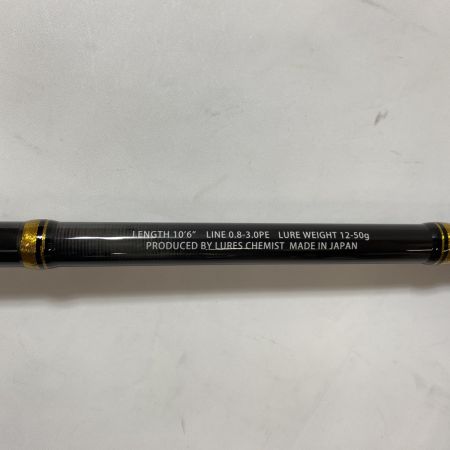 LENGTH 10'6" LINE 0.8-3.0PE LURE WEIGHT 12-50g
PRODUCED BY LURES CHEMIST MADE IN JAPAN